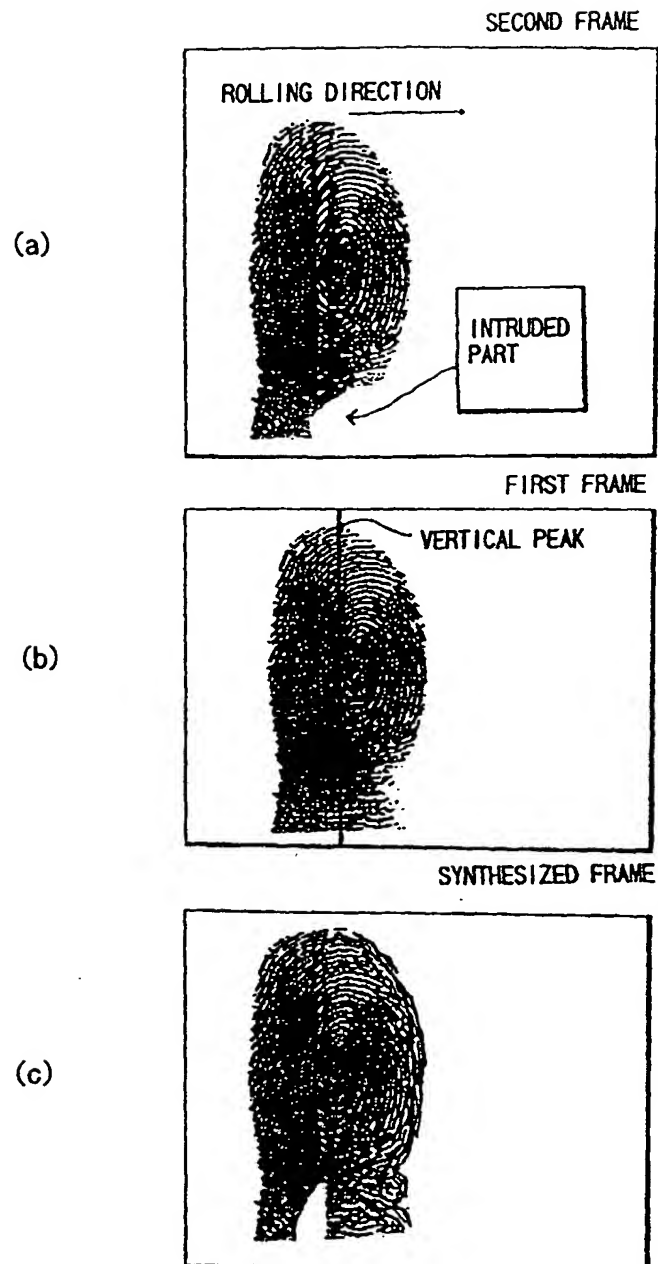 SECOND FRAME
ROLLING DIRECTION
(a)
INTRUDED
PART
FIRST FRAME
VERTICAL PEAK
(b)
SYNTHESIZED FRAME
(c)